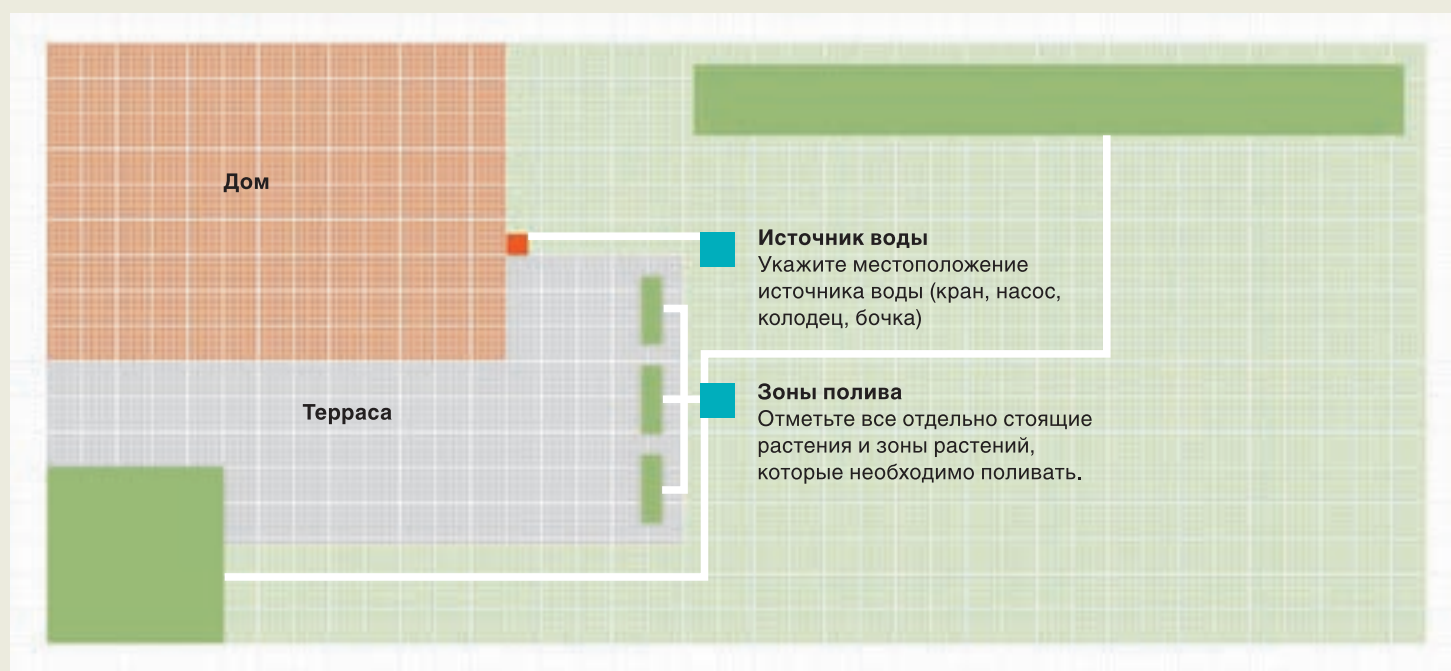 Дом
Источник воды
Укажите местоположение
источника воды (кран, насос,
колодец, бочка)
Терраса
Зоны полива
Отметьте все отдельно стоящие
растения и зоны растений,
которые необходимо поливать.